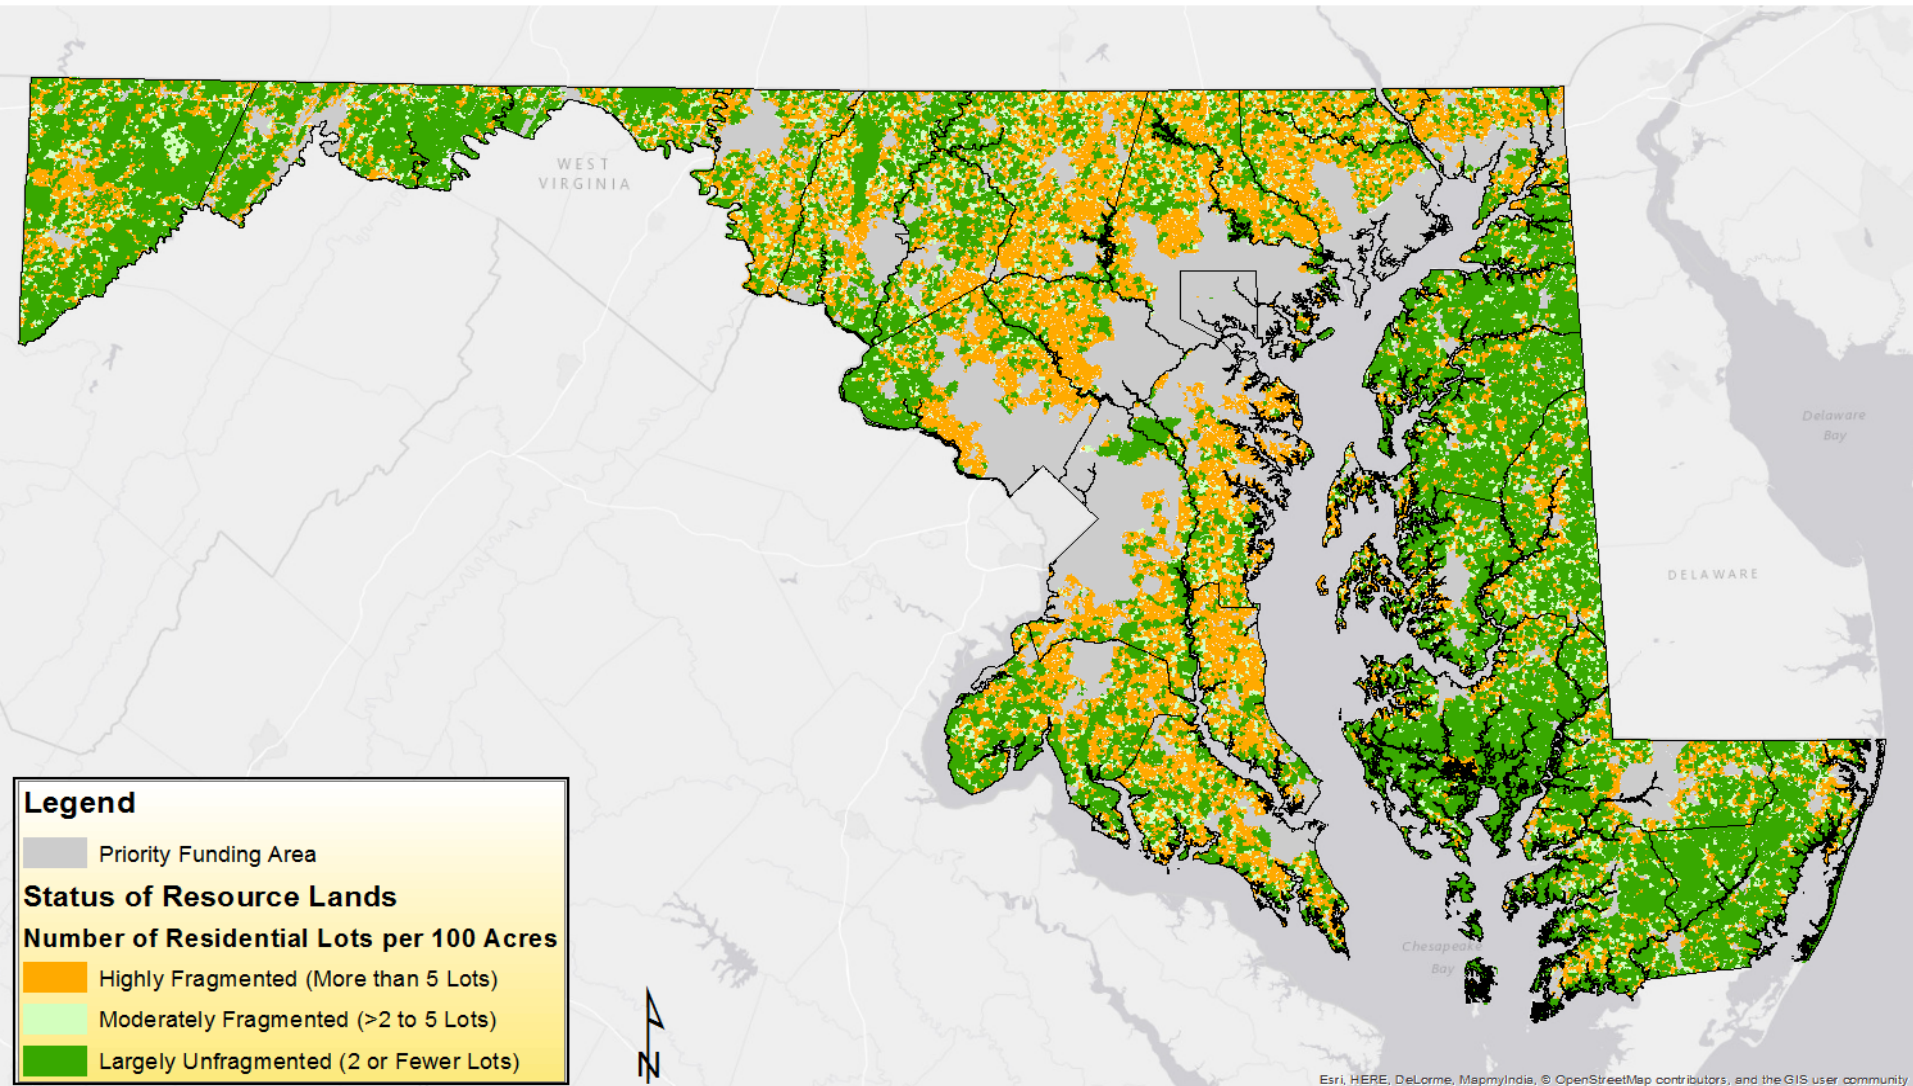 WEST
VIRGINIA
Delaware
Bay
DELAWARE
Legend
Priority Funding Area
Status of Resource Lands
Number of Residential Lots per 100 Acres
Highly Fragmented (More than 5 Lots)
Moderately Fragmented (>2 to 5 Lots)
Largely Unfragmented (2 or Fewer Lots)
Chesapeake
Bay
N
Esri, HERE, DeLorme, MapmyIndia, © OpenStreetMap contributors, and the GIS user community